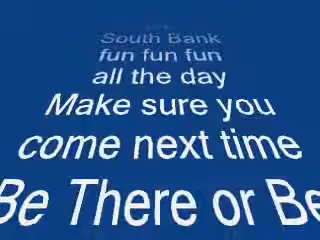 South Bank
fun fun fun
all the day
Make sure you
come next time
Be There or Be